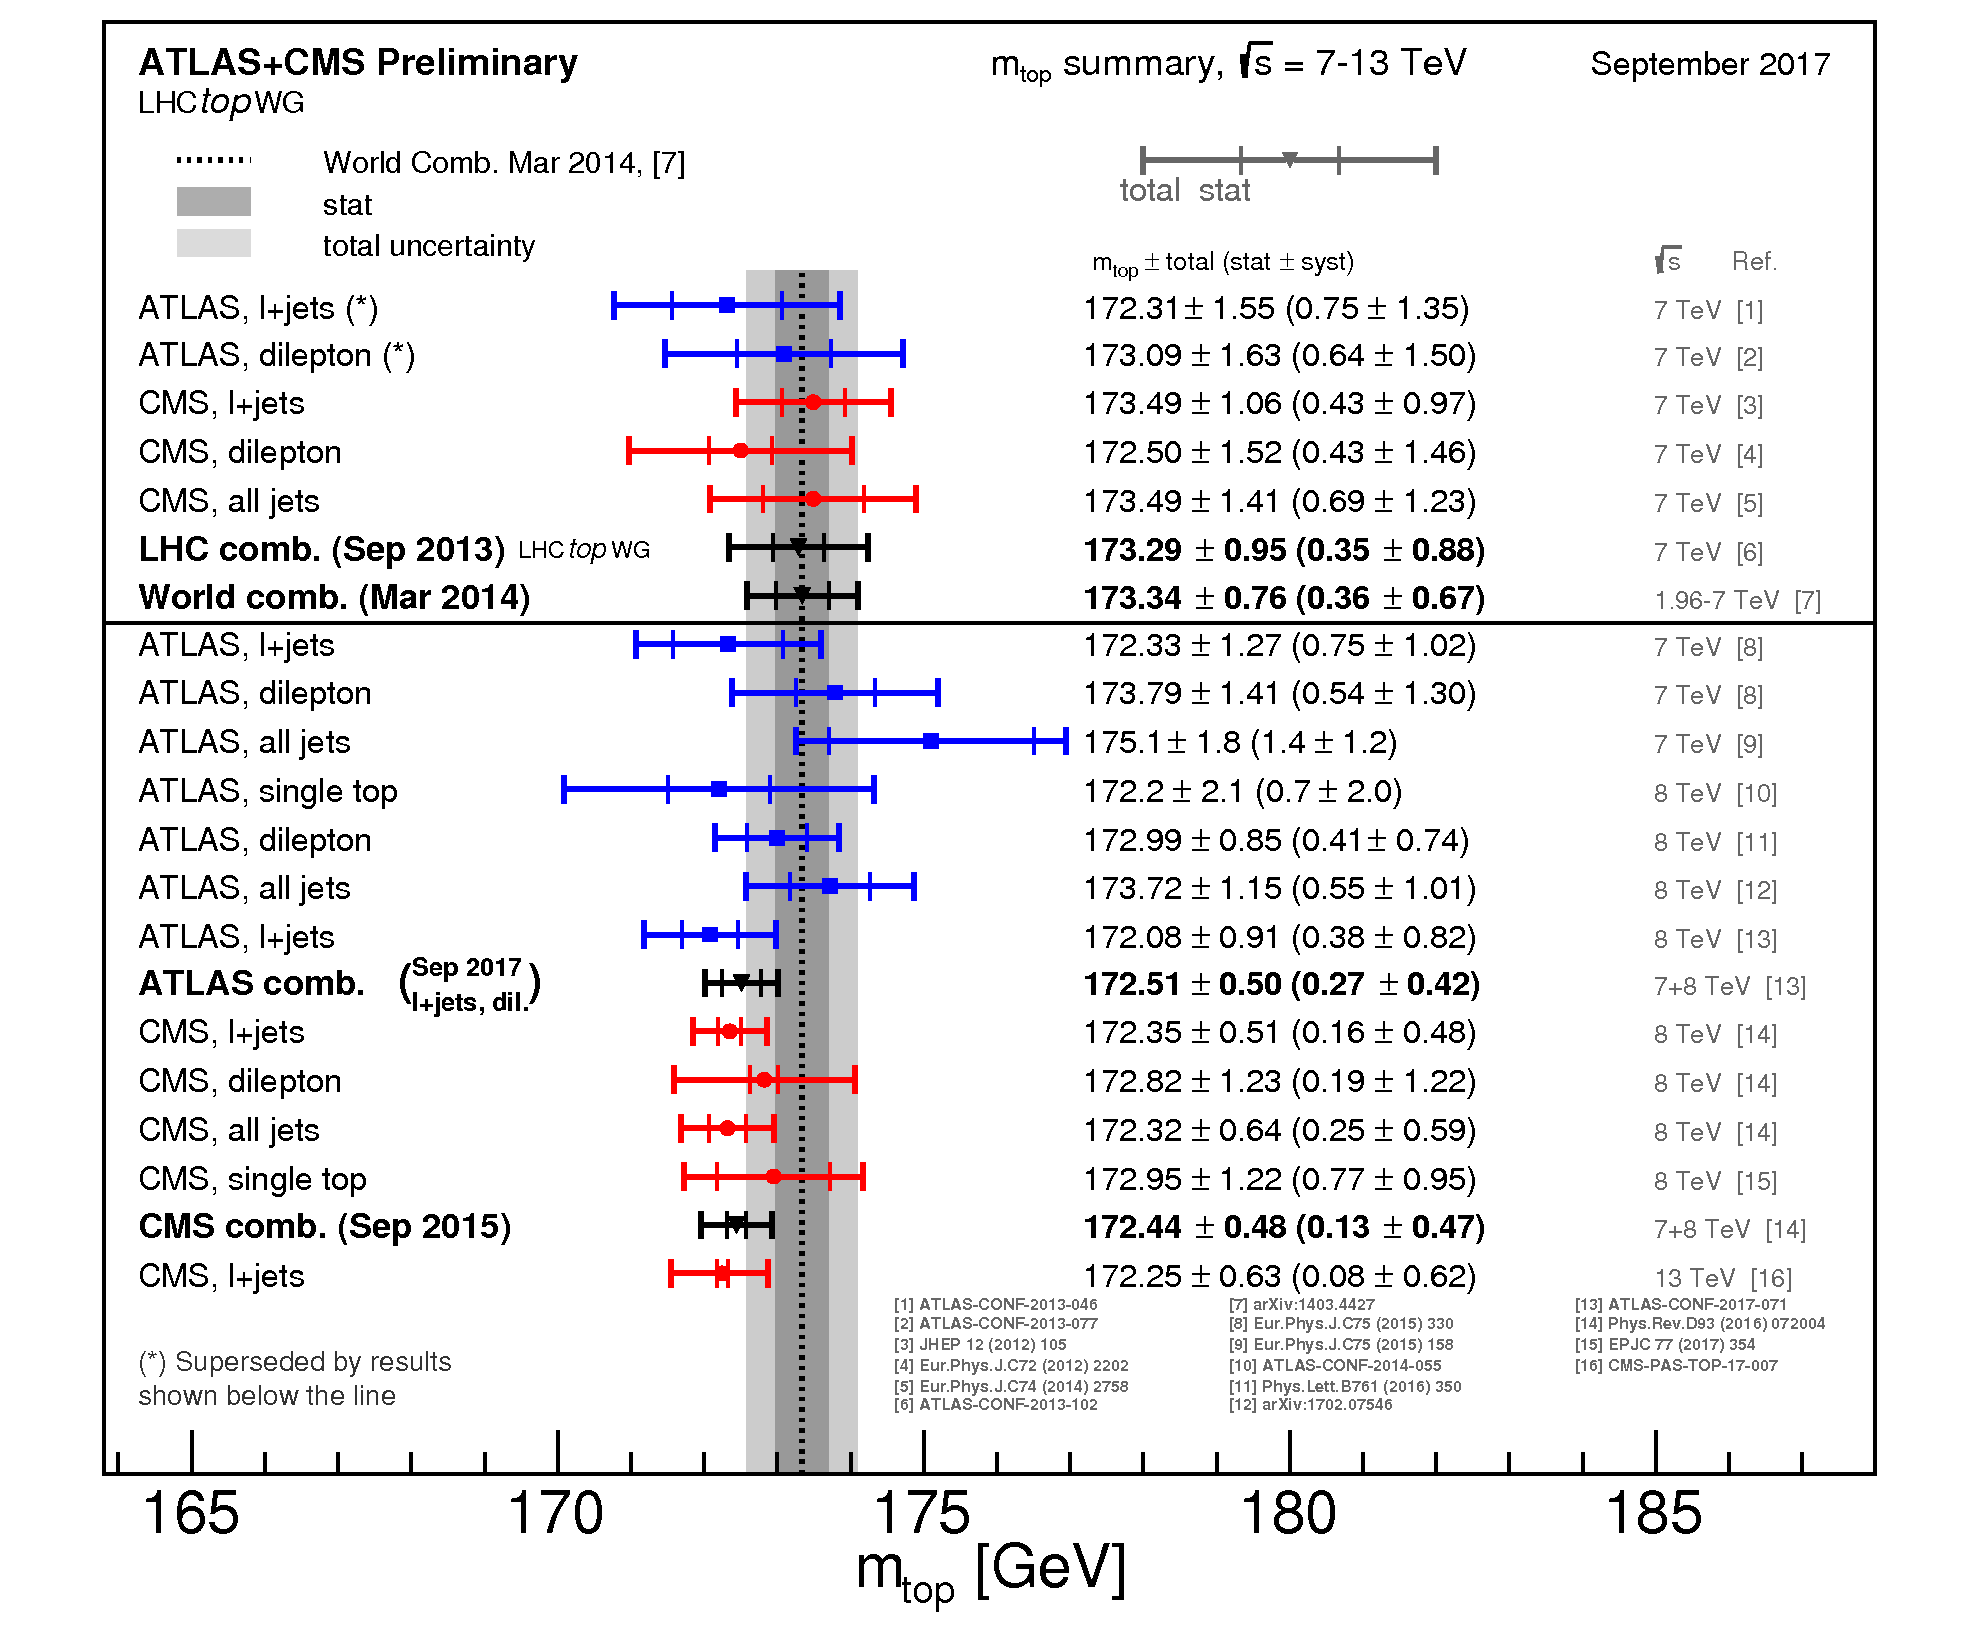 ATLAS+CMS Preliminary
m_top summary, √s = 7-13 TeV
September 2017
LHCtopWG
World Comb. Mar 2014, [7]
stat
total uncertainty
total stat
m_top ± total (stat ± syst) √s Ref.
ATLAS, l+jets (*) 172.31 ± 1.55 (0.75 ± 1.35) 7 TeV [1]
ATLAS, dilepton (*) 173.09 ± 1.63 (0.64 ± 1.50) 7 TeV [2]
CMS, l+jets 173.49 ± 1.06 (0.43 ± 0.97) 7 TeV [3]
CMS, dilepton 172.50 ± 1.52 (0.43 ± 1.46) 7 TeV [4]
CMS, all jets 173.49 ± 1.41 (0.69 ± 1.23) 7 TeV [5]
LHC comb. (Sep 2013) LHCtopWG 173.29 ± 0.95 (0.35 ± 0.88) 7 TeV [6]
World comb. (Mar 2014) 173.34 ± 0.76 (0.36 ± 0.67) 1.96-7 TeV [7]
ATLAS, l+jets 172.33 ± 1.27 (0.75 ± 1.02) 7 TeV [8]
ATLAS, dilepton 173.79 ± 1.41 (0.54 ± 1.30) 7 TeV [8]
ATLAS, all jets 175.1 ± 1.8 (1.4 ± 1.2) 7 TeV [9]
ATLAS, single top 172.2 ± 2.1 (0.7 ± 2.0) 8 TeV [10]
ATLAS, dilepton 172.99 ± 0.85 (0.41 ± 0.74) 8 TeV [11]
ATLAS, all jets 173.72 ± 1.15 (0.55 ± 1.01) 8 TeV [12]
ATLAS, l+jets 172.08 ± 0.91 (0.38 ± 0.82) 8 TeV [13]
ATLAS comb. (Sep 2017 l+jets, dil.) 172.51 ± 0.50 (0.27 ± 0.42) 7+8 TeV [13]
CMS, l+jets 172.35 ± 0.51 (0.16 ± 0.48) 8 TeV [14]
CMS, dilepton 172.82 ± 1.23 (0.19 ± 1.22) 8 TeV [14]
CMS, all jets 172.32 ± 0.64 (0.25 ± 0.59) 8 TeV [14]
CMS, single top 172.95 ± 1.22 (0.77 ± 0.95) 8 TeV [15]
CMS comb. (Sep 2015) 172.44 ± 0.48 (0.13 ± 0.47) 7+8 TeV [14]
CMS, l+jets 172.25 ± 0.63 (0.08 ± 0.62) 13 TeV [16]
[1] ATLAS-CONF-2013-046
[2] ATLAS-CONF-2013-077
[3] JHEP 12 (2012) 105
[4] Eur.Phys.J.C72 (2012) 2202
[5] Eur.Phys.J.C74 (2014) 2758
[6] ATLAS-CONF-2013-102
[7] arXiv:1403.4427
[8] Eur.Phys.J.C75 (2015) 330
[9] Eur.Phys.J.C75 (2015) 158
[10] ATLAS-CONF-2014-055
[11] Phys.Lett.B761 (2016) 350
[12] arXiv:1702.07546
[13] ATLAS-CONF-2017-071
[14] Phys.Rev.D93 (2016) 072004
[15] EPJC 77 (2017) 354
[16] CMS-PAS-TOP-17-007
(*) Superseded by results
shown below the line
165 170 175 180 185
m_top [GeV]